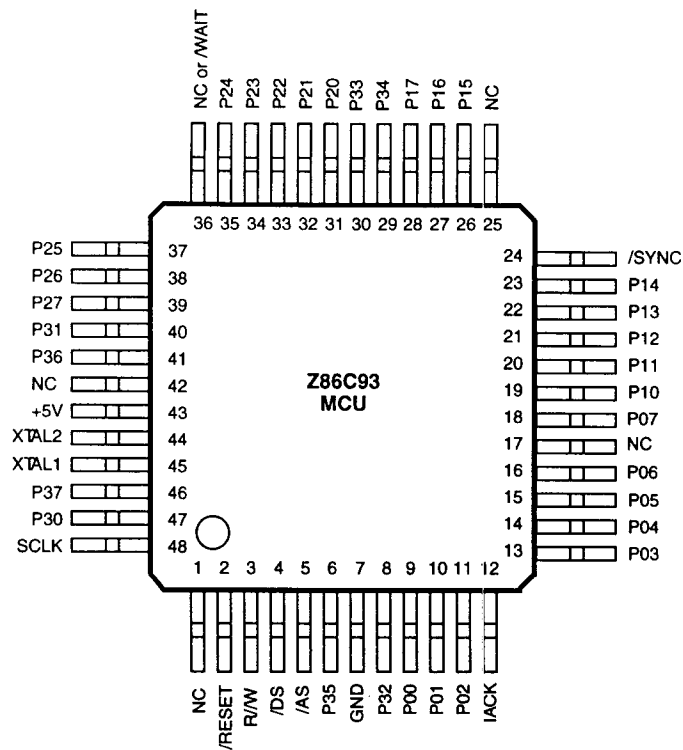 NC or /WAIT
P24
P23
P22
P21
P20
P33
P34
P17
P16
P15
NC
36 35 34 33 32 31 30 29 28 27 26 25
P25 37
P26 38
P27 39
P31 40
P36 41
NC 42
+5V 43
XTAL2 44
XTAL1 45
P37 46
P30 47
SCLK 48
Z86C93
MCU
24 /SYNC
23 P14
22 P13
21 P12
20 P11
19 P10
18 P07
17 NC
16 P06
15 P05
14 P04
13 P03
1 2 3 4 5 6 7 8 9 10 11 12
NC
/RESET
R//W
/DS
/AS
P35
GND
P32
P00
P01
P02
IACK